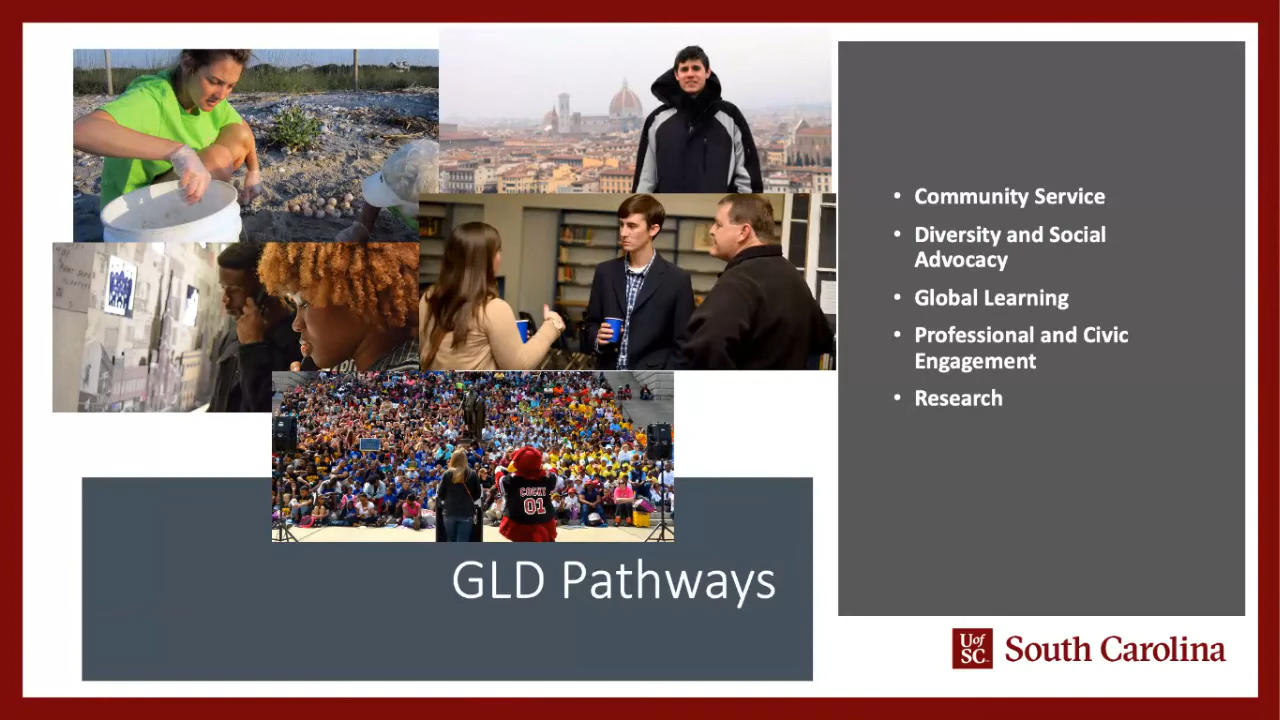 • Community Service
• Diversity and Social
Advocacy
• Global Learning
• Professional and Civic
Engagement
• Research
COCKY
01
GLD Pathways
UofSC South Carolina